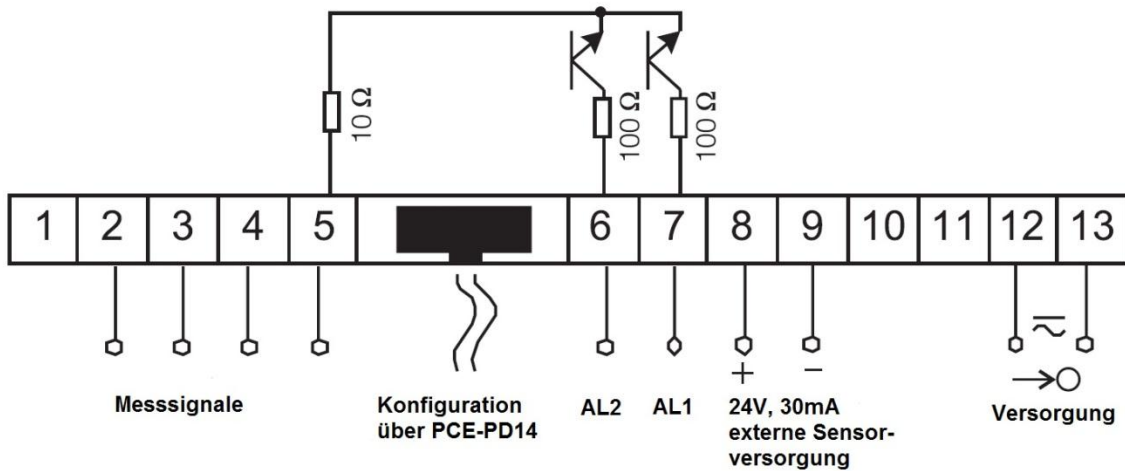 10 Ω
100 Ω
100 Ω
1 2 3 4 5 6 7 8 9 10 11 12 13
+ −
Messsignale
Konfiguration
über PCE-PD14
AL2
AL1
24V, 30mA
externe Sensor-
versorgung
Versorgung